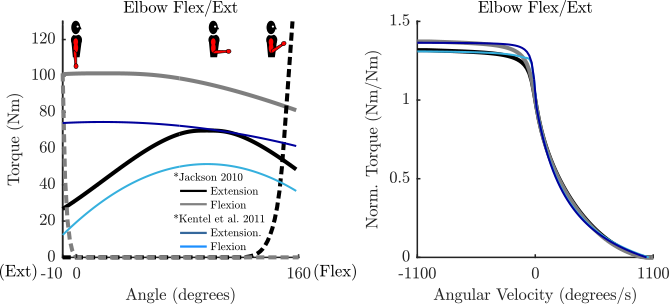 Elbow Flex/Ext
120
100
80
60
40
20
0
Torque (Nm)
*Jackson 2010
Extension
Flexion
*Kentel et al. 2011
Extension.
Flexion
(Ext) -10 0 160 (Flex)
Angle (degrees)
Elbow Flex/Ext
1.5
1
0.5
0
Norm. Torque (Nm/Nm)
-1100 0 1100
Angular Velocity (degrees/s)